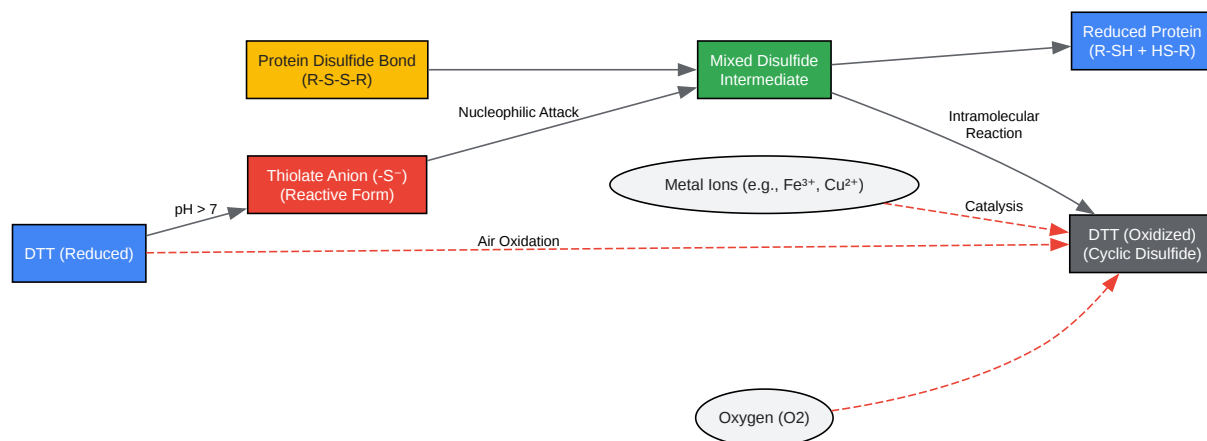 Reduced Protein
(R-SH + HS-R)
Protein Disulfide Bond
(R-S-S-R)
Mixed Disulfide
Intermediate
Nucleophilic Attack
Intramolecular
Reaction
Thiolate Anion (-S⁻)
(Reactive Form)
Metal Ions (e.g., Fe³⁺, Cu²⁺)
pH > 7
Catalysis
DTT (Reduced)
Air Oxidation
DTT (Oxidized)
(Cyclic Disulfide)
Oxygen (O2)